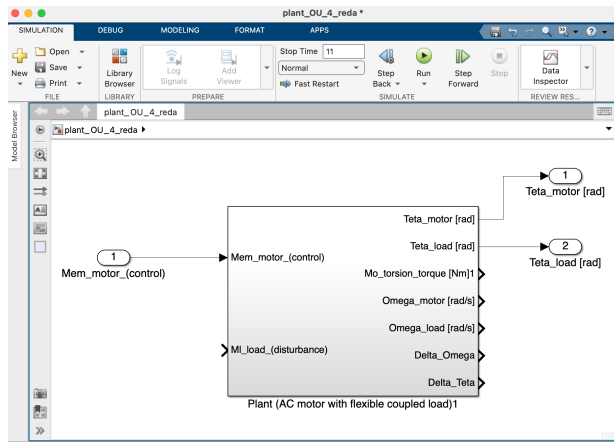 plant_OU_4_reda *
SIMULATION DEBUG MODELING FORMAT APPS
New
Open
Save
Print
FILE
Library
Browser
LIBRARY
Log
Signals
Add
Viewer
PREPARE
Stop Time 11
Normal
Fast Restart
Step
Back
Run
Step
Forward
Stop
SIMULATE
Data
Inspector
REVIEW RES...
Model Browser
plant_OU_4_reda
plant_OU_4_reda
1
Teta_motor [rad]
2
Teta_load [rad]
1
Mem_motor_(control)
Mem_motor_(control)
Ml_load_(disturbance)
Teta_motor [rad]
Teta_load [rad]
Mo_torsion_torque [Nm]1
Omega_motor [rad/s]
Omega_load [rad/s]
Delta_Omega
Delta_Teta
Plant (AC motor with flexible coupled load)1